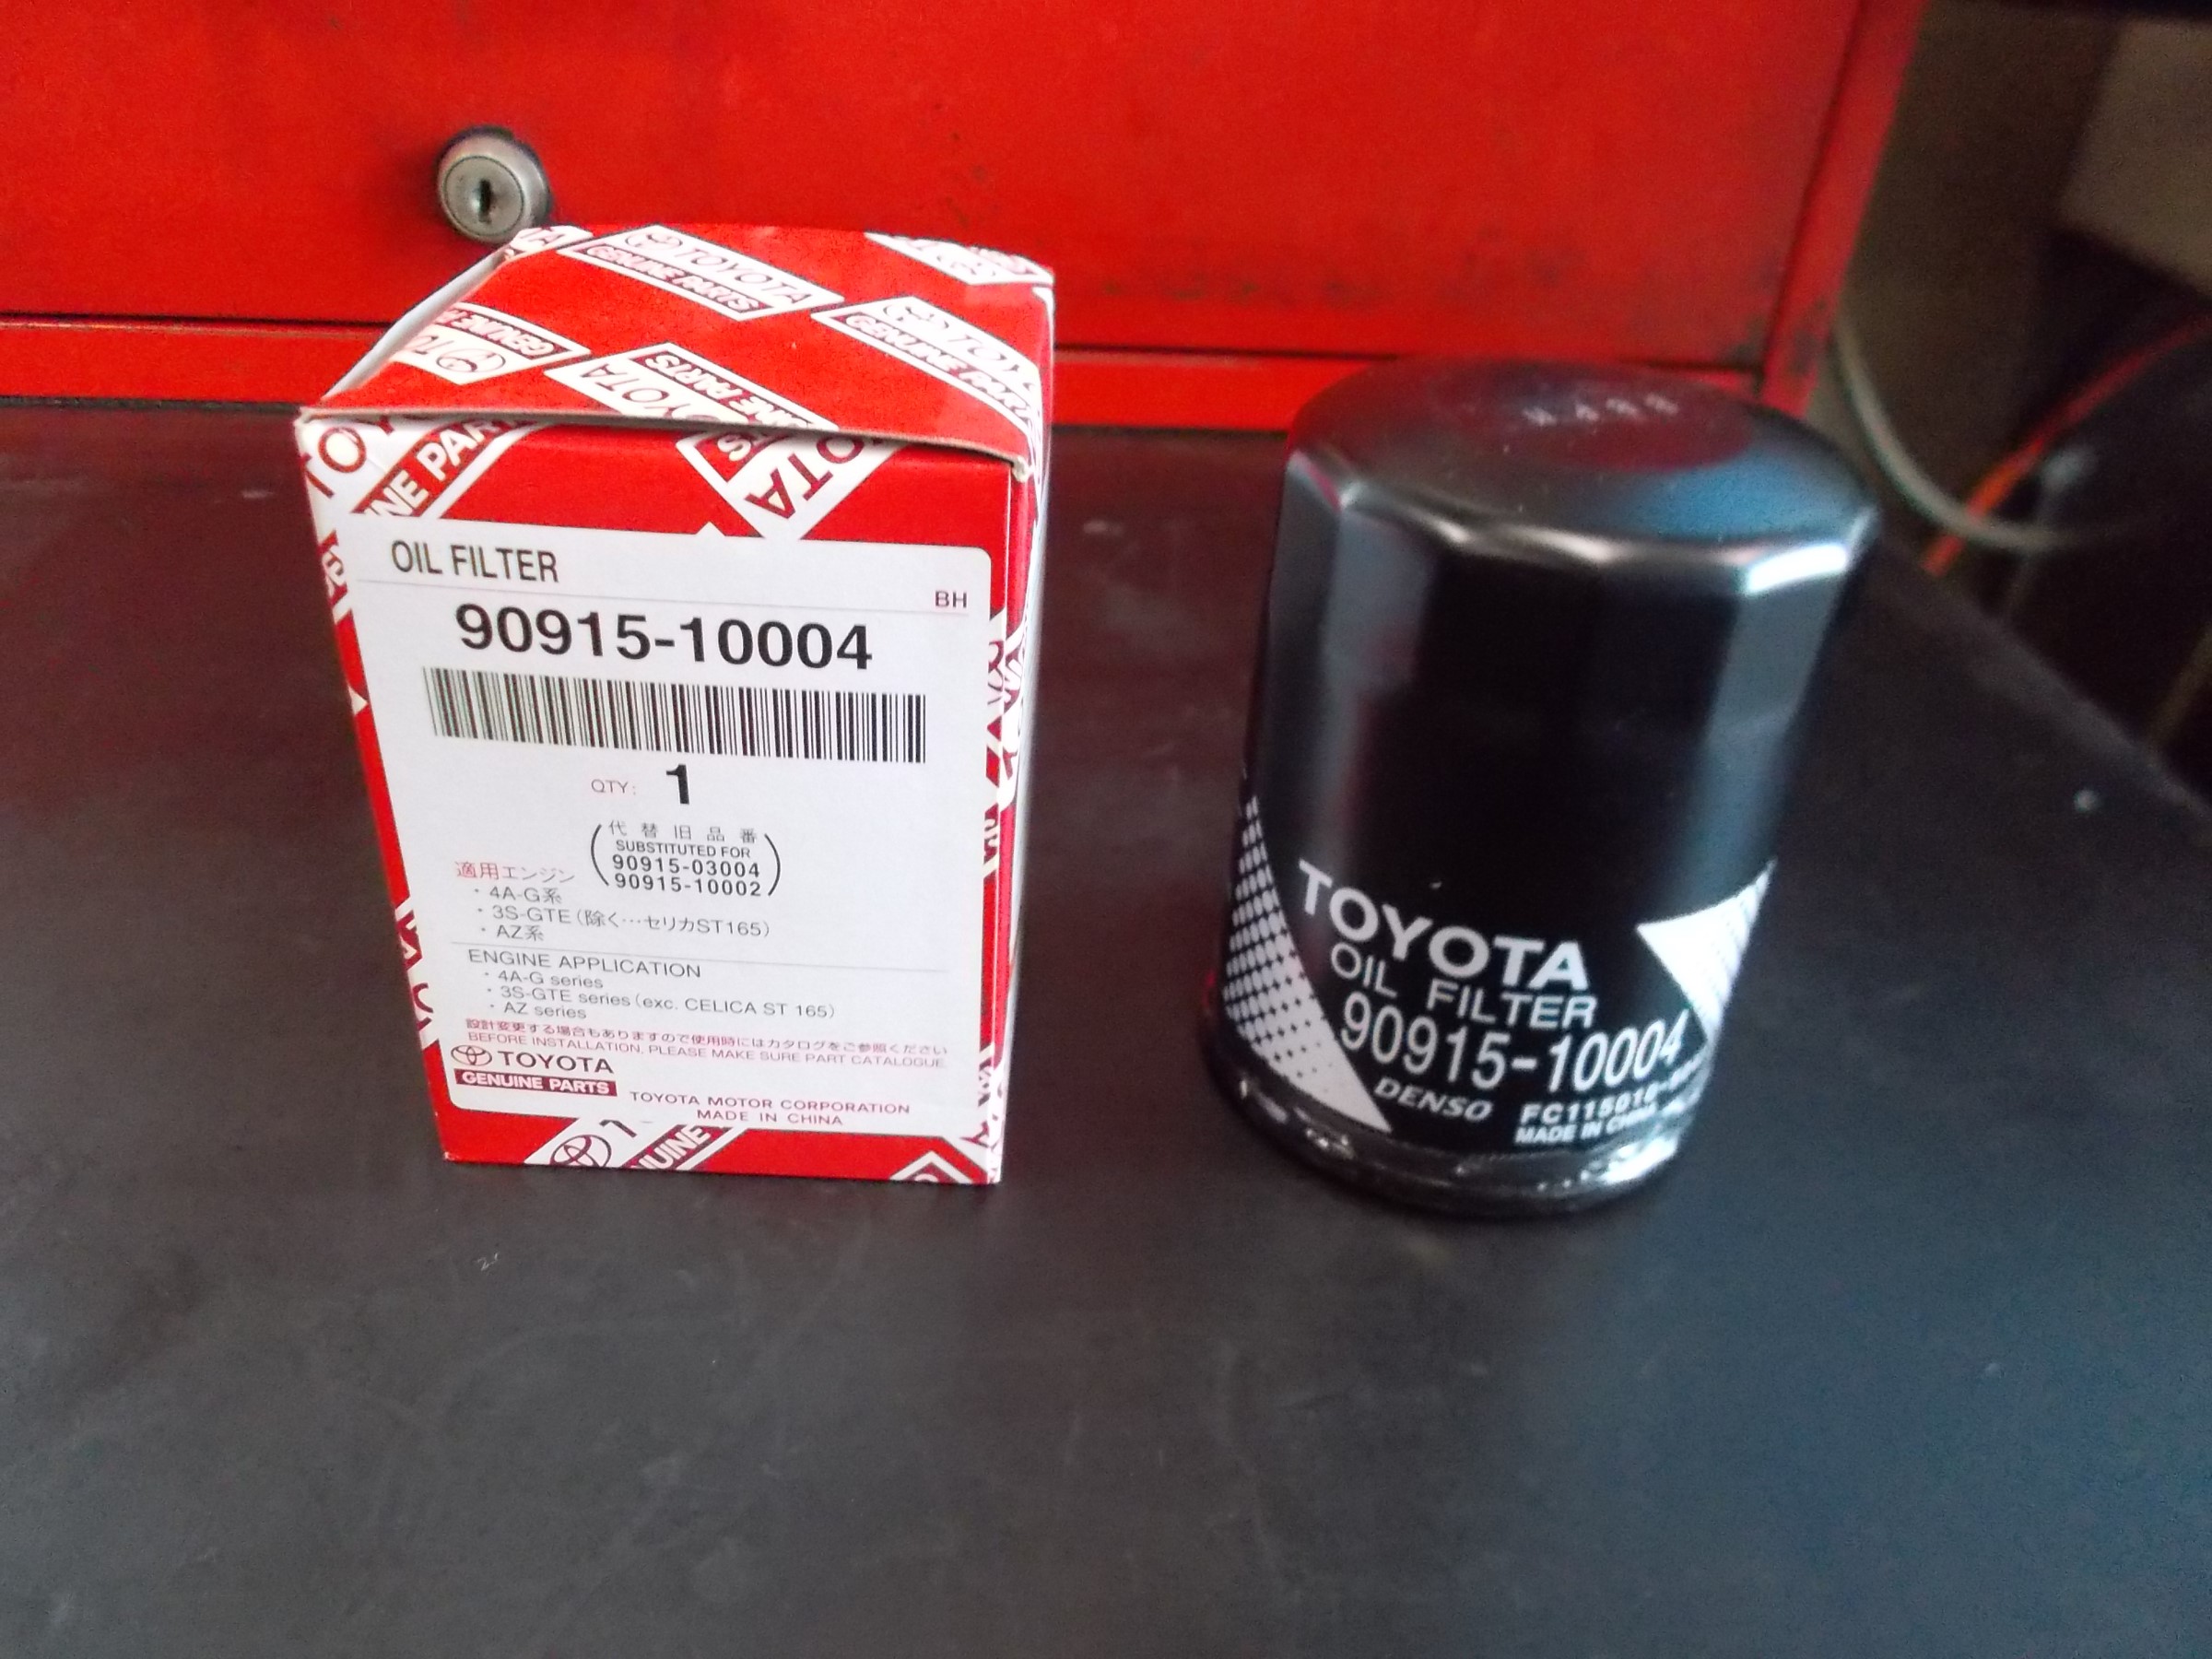 TOYOTA
GENUINE PARTS
OIL FILTER
BH
90915-10004
QTY: 1
代替旧品番
SUBSTITUTED FOR
90915-03004
90915-10002
適用エンジン
・4A-G系
・3S-GTE(除く…セリカST165)
・AZ系
ENGINE APPLICATION
・4A-G series
・3S-GTE series (exc. CELICA ST 165)
・AZ series
設計変更する場合もありますので使用時にはカタログをご参照ください
BEFORE INSTALLATION, PLEASE MAKE SURE PART CATALOGUE.
TOYOTA
GENUINE PARTS
TOYOTA MOTOR CORPORATION
MADE IN CHINA
TOYOTA
OIL FILTER
90915-10004
DENSO
MADE IN